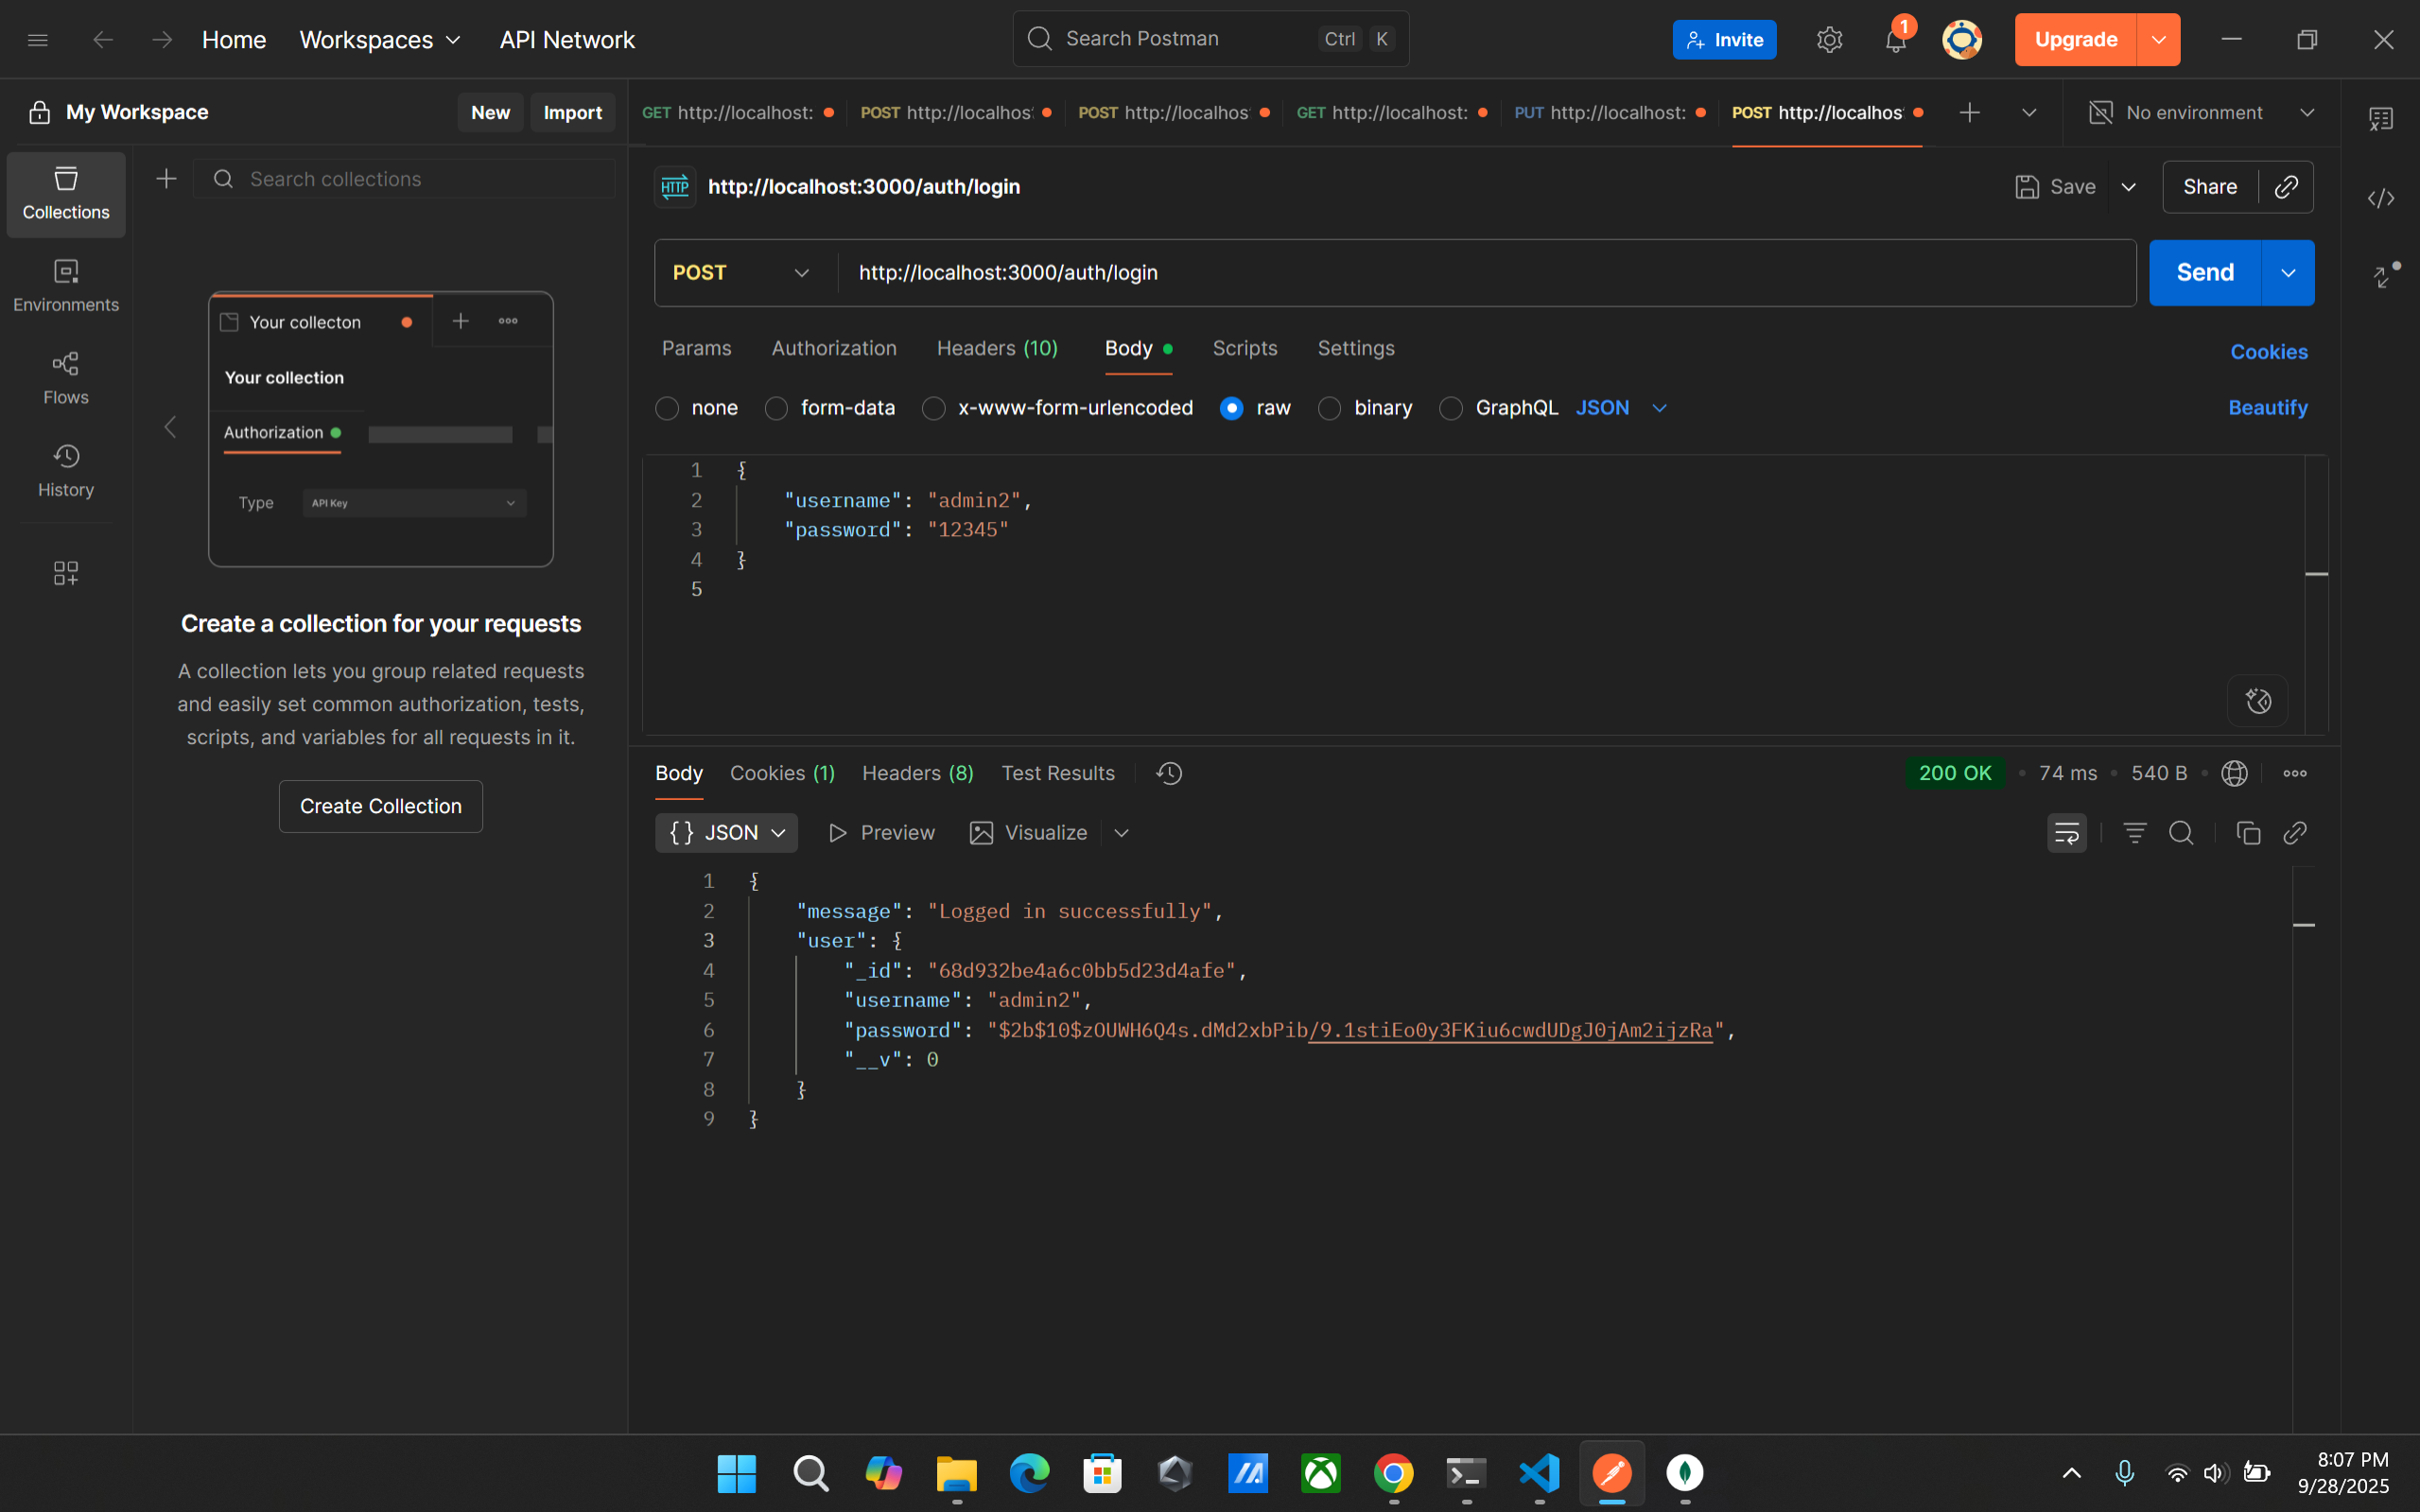 Home Workspaces API Network
Search Postman Ctrl K
Invite 1 Upgrade
My Workspace New Import
GET http://localhost: POST http://localhos POST http://localhos GET http://localhost: PUT http://localhost: POST http://localhos No environment
Collections
Environments
Flows
History
Search collections
Your collecton
Your collection
Authorization
Type API Key
Create a collection for your requests
A collection lets you group related requests
and easily set common authorization, tests,
scripts, and variables for all requests in it.
Create Collection
HTTP http://localhost:3000/auth/login Save Share
POST http://localhost:3000/auth/login Send
Params Authorization Headers (10) Body Scripts Settings Cookies
none form-data x-www-form-urlencoded raw binary GraphQL JSON Beautify
1 {
2 "username": "admin2",
3 "password": "12345"
4 }
5
Body Cookies (1) Headers (8) Test Results 200 OK 74 ms 540 B
{} JSON Preview Visualize
1 {
2 "message": "Logged in successfully",
3 "user": {
4 "_id": "68d932be4a6c0bb5d23d4afe",
5 "username": "admin2",
6 "password": "$2b$10$zOUWH6Q4s.dMd2xbPib/9.1stiEo0y3FKiu6cwdUDgJ0jAm2ijzRa",
7 "__v": 0
8 }
9 }
8:07 PM
9/28/2025